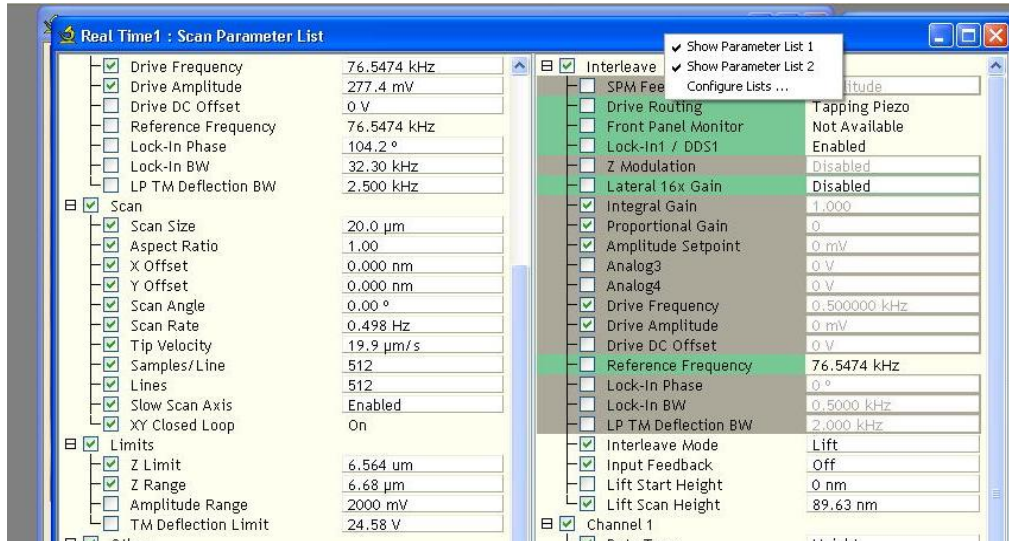 Real Time1 : Scan Parameter List
Show Parameter List 1
Show Parameter List 2
Configure Lists ...
Drive Frequency 76.5474 kHz
Drive Amplitude 277.4 mV
Drive DC Offset 0 V
Reference Frequency 76.5474 kHz
Lock-In Phase 104.2 º
Lock-In BW 32.30 kHz
LP TM Deflection BW 2.500 kHz
Scan
Scan Size 20.0 µm
Aspect Ratio 1.00
X Offset 0.000 nm
Y Offset 0.000 nm
Scan Angle 0.00 º
Scan Rate 0.498 Hz
Tip Velocity 19.9 µm/s
Samples/Line 512
Lines 512
Slow Scan Axis Enabled
XY Closed Loop On
Limits
Z Limit 6.564 um
Z Range 6.68 µm
Amplitude Range 2000 mV
TM Deflection Limit 24.58 V
Interleave
SPM
Drive Routing Tapping Piezo
Front Panel Monitor Not Available
Lock-In1 / DDS1 Enabled
Z Modulation Disabled
Lateral 16x Gain Disabled
Integral Gain 1.000
Proportional Gain 0
Amplitude Setpoint 0 mV
Analog3 0 V
Analog4 0 V
Drive Frequency 0.500000 kHz
Drive Amplitude 0 mV
Drive DC Offset 0 V
Reference Frequency 76.5474 kHz
Lock-In Phase 0 º
Lock-In BW 0.5000 kHz
LP TM Deflection BW 2.000 kHz
Interleave Mode Lift
Input Feedback Off
Lift Start Height 0 nm
Lift Scan Height 89.63 nm
Channel 1